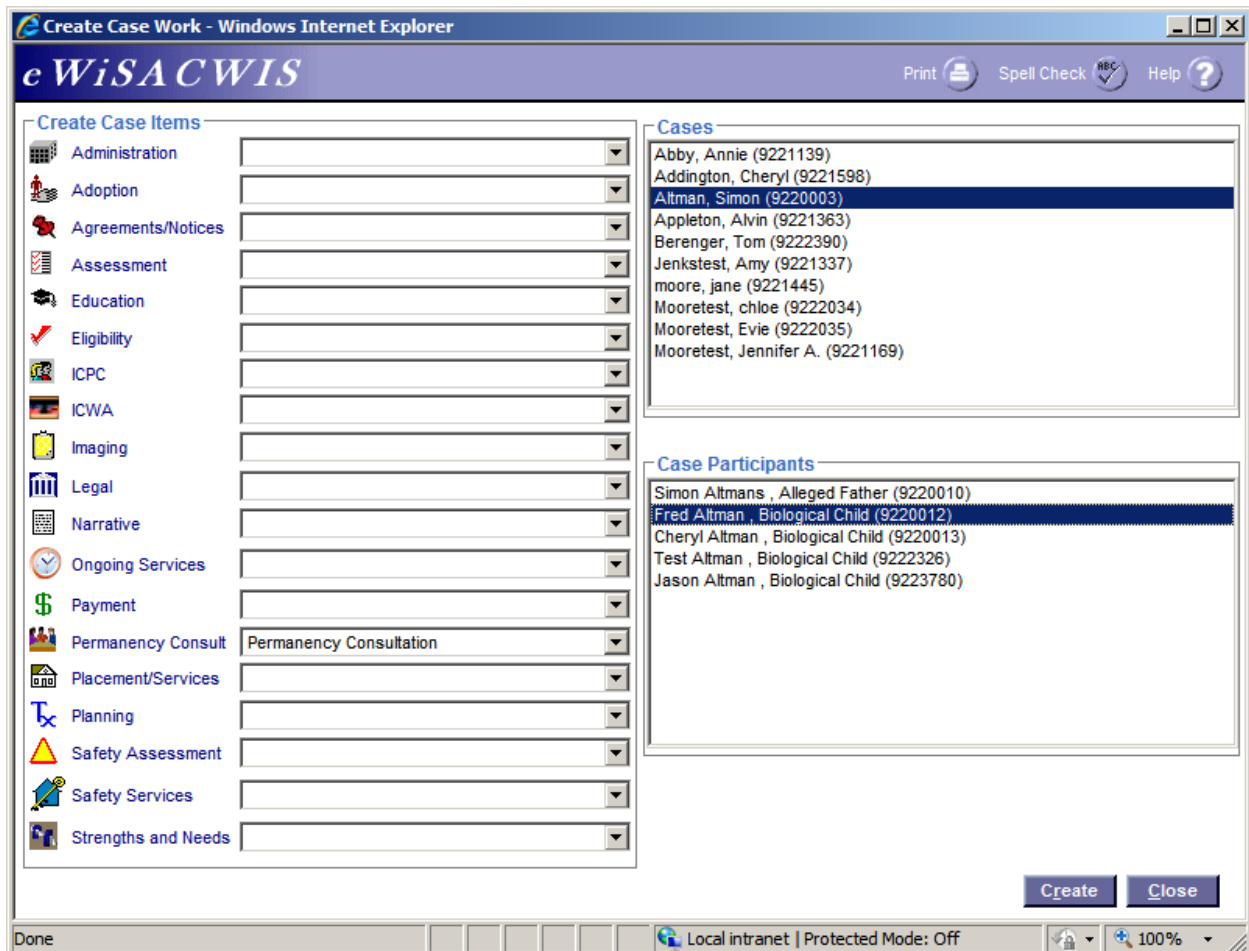 Create Case Work - Windows Internet Explorer
e WiSACWIS
Print
Spell Check
ABC
Help
?
Create Case Items
Administration
Adoption
Agreements/Notices
Assessment
Education
Eligibility
ICPC
ICWA
Imaging
Legal
Narrative
Ongoing Services
$ Payment
Permanency Consult Permanency Consultation
Placement/Services
Tx Planning
Safety Assessment
Safety Services
Strengths and Needs
Cases
Abby, Annie (9221139)
Addington, Cheryl (9221598)
Altman, Simon (9220003)
Appleton, Alvin (9221363)
Berenger, Tom (9222390)
Jenkstest, Amy (9221337)
moore, jane (9221445)
Mooretest, chloe (9222034)
Mooretest, Evie (9222035)
Mooretest, Jennifer A. (9221169)
Case Participants
Simon Altmans , Alleged Father (9220010)
Fred Altman , Biological Child (9220012)
Cheryl Altman , Biological Child (9220013)
Test Altman , Biological Child (9222326)
Jason Altman , Biological Child (9223780)
Create Close
Done Local intranet | Protected Mode: Off 100%